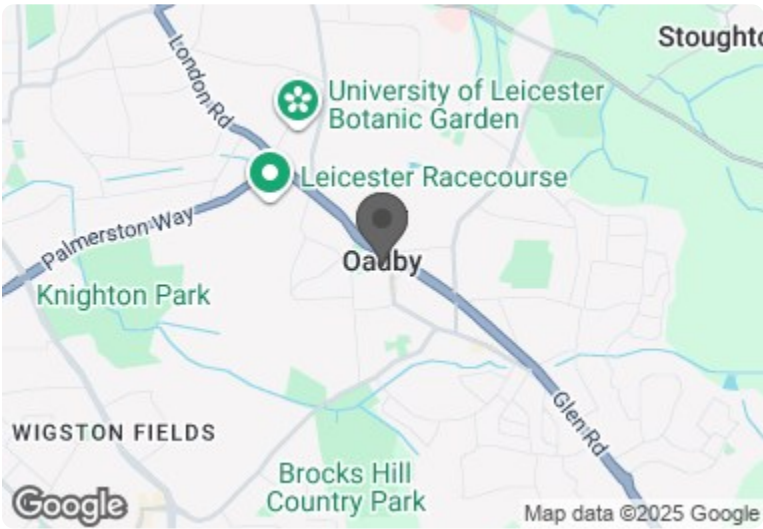 Stought
London Rd
University of Leicester
Botanic Garden
Leicester Racecourse
Palmerston Way
Oadby
Knighton Park
Glen Rd
WIGSTON FIELDS
Brocks Hill
Country Park
Google
Map data ©2025 Google